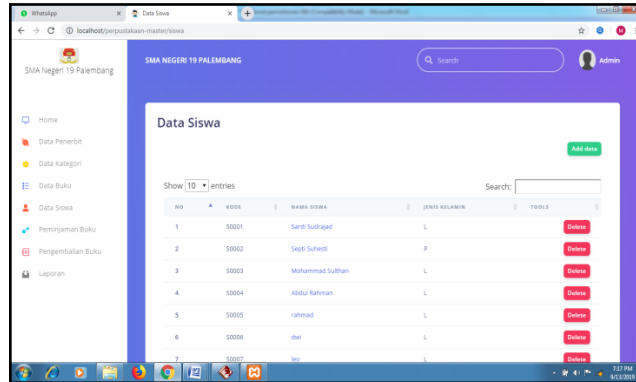 WhatsApp
Data Siswa
localhost/perpustakaan-master/siswa
SMA Negeri 19 Palembang
SMA NEGERI 19 PALEMBANG
Search
Admin
Home
Data Penerbit
Data Kategori
Data Buku
Data Siswa
Peminjaman Buku
Pengembalian Buku
Laporan
Data Siswa
Add data
Show 10 entries
Search:
NO KODE NAMA SISWA JENIS KELAMIN TOOLS
1 S0001 Sardi Sudrajad L Delete
2 S0002 Septi Suhesti P Delete
3 S0003 Mohammad Sulthan L Delete
4 S0004 Abdul Rahman L Delete
5 S0005 rahmad L Delete
6 S0006 dwi L Delete
7 S0007 leo L Delete
7:17 PM
9/13/2019